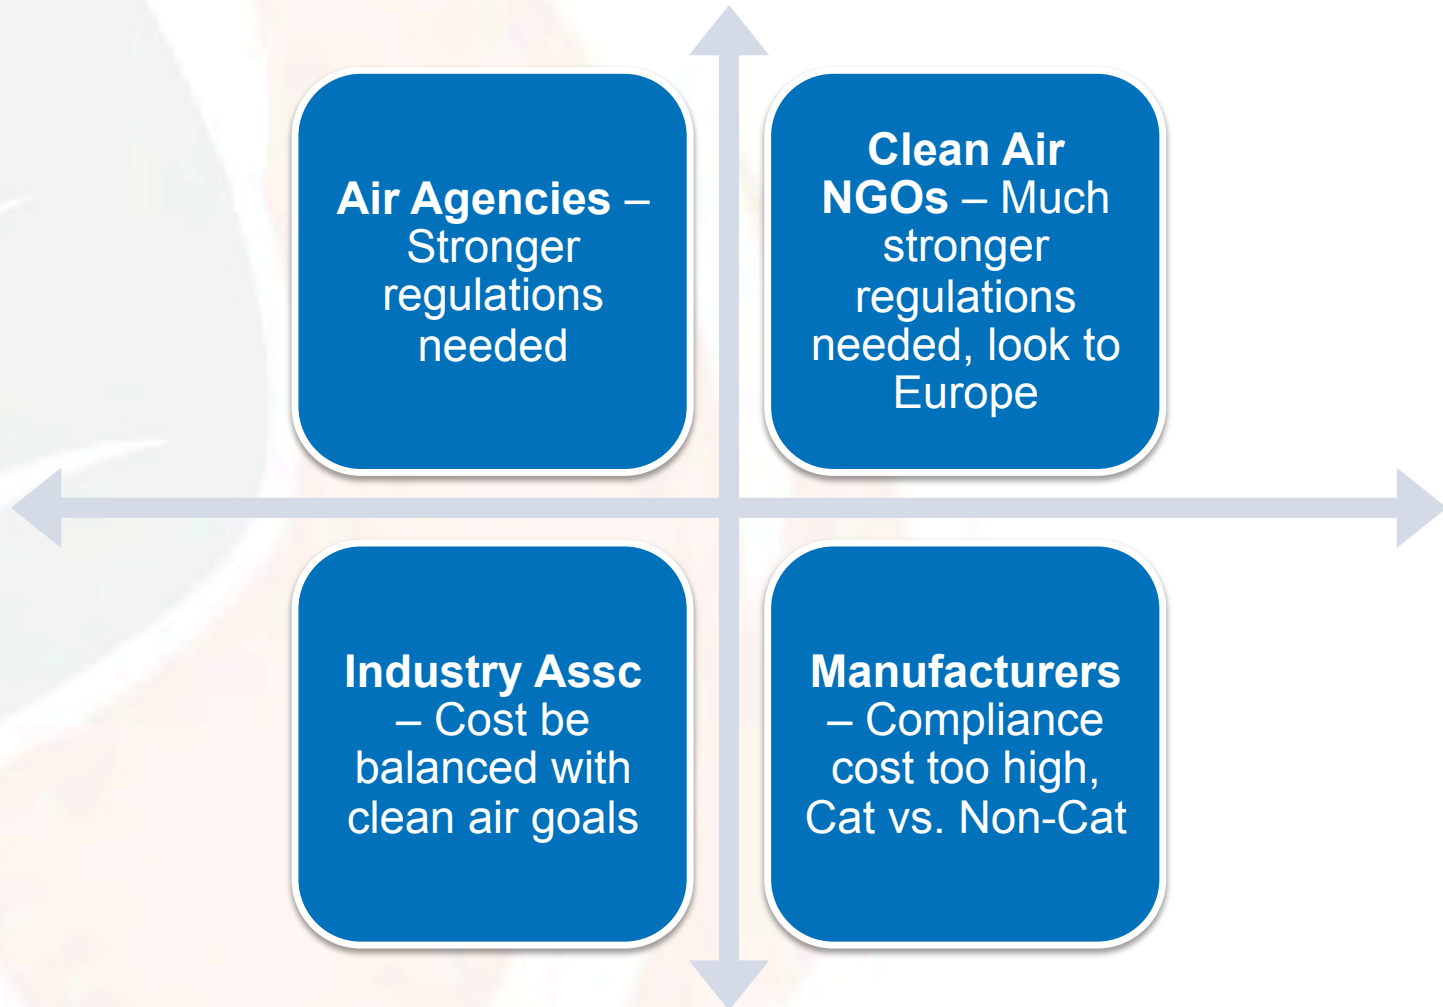 Air Agencies –
Stronger
regulations
needed
Clean Air
NGOs – Much
stronger
regulations
needed, look to
Europe
Industry Assc
– Cost be
balanced with
clean air goals
Manufacturers
– Compliance
cost too high,
Cat vs. Non-Cat